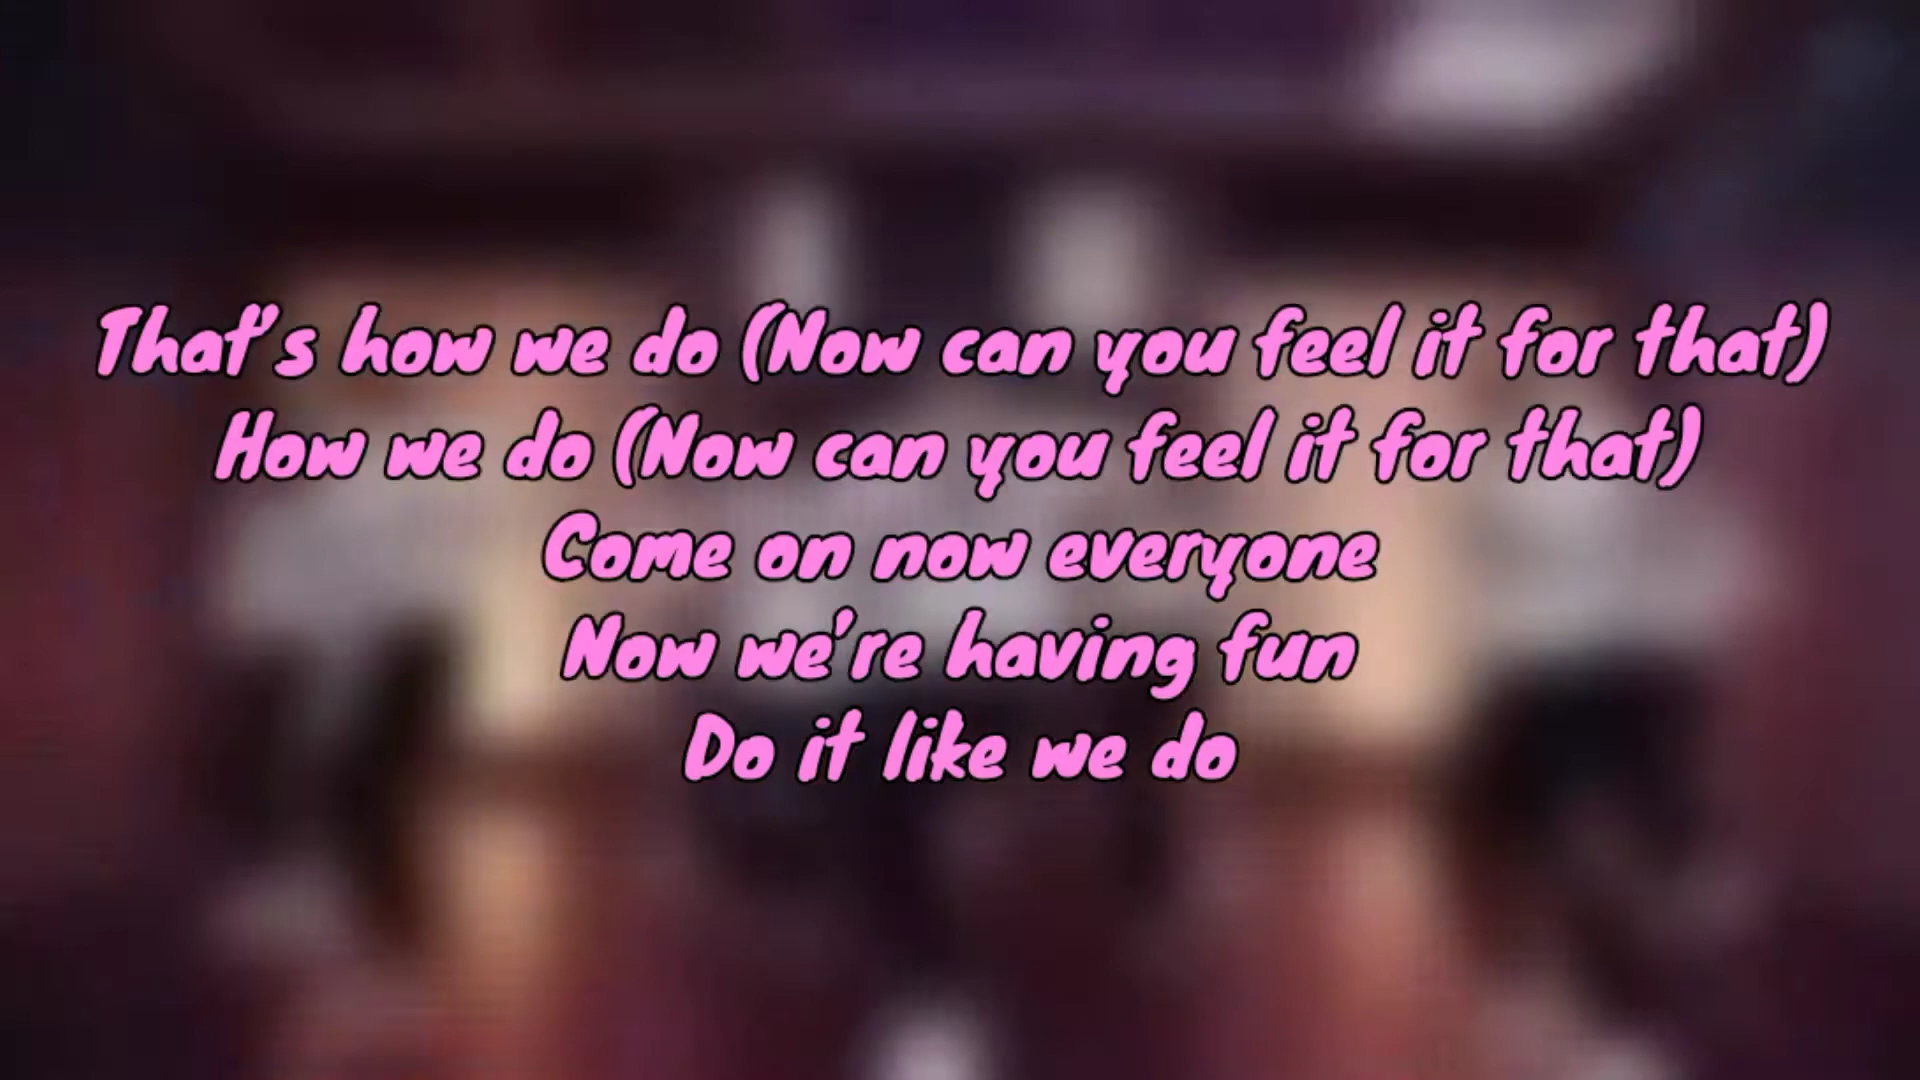 That's how we do (Now can you feel it for that)
How we do (Now can you feel it for that)
Come on now everyone
Now we're having fun
Do it like we do